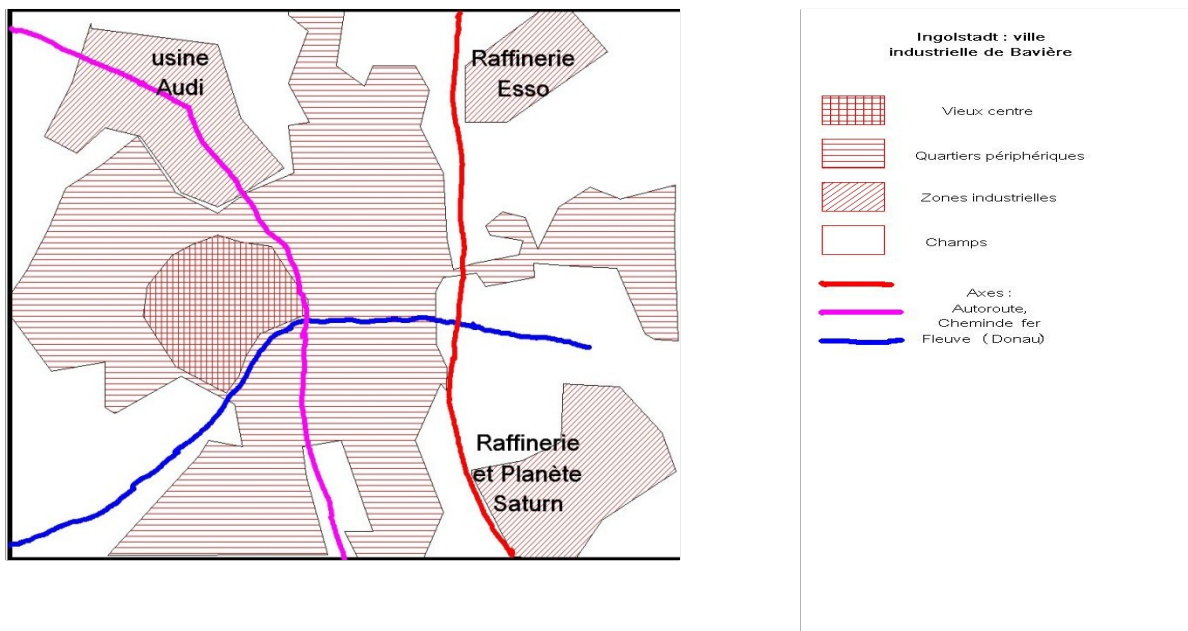 usine
Audi
Raffinerie
Esso
Raffinerie
et Planète
Saturn
Ingolstadt : ville
industrielle de Bavière
Vieux centre
Quartiers périphériques
Zones industrielles
Champs
Axes :
Autoroute,
Cheminde fer
Fleuve (Donau)